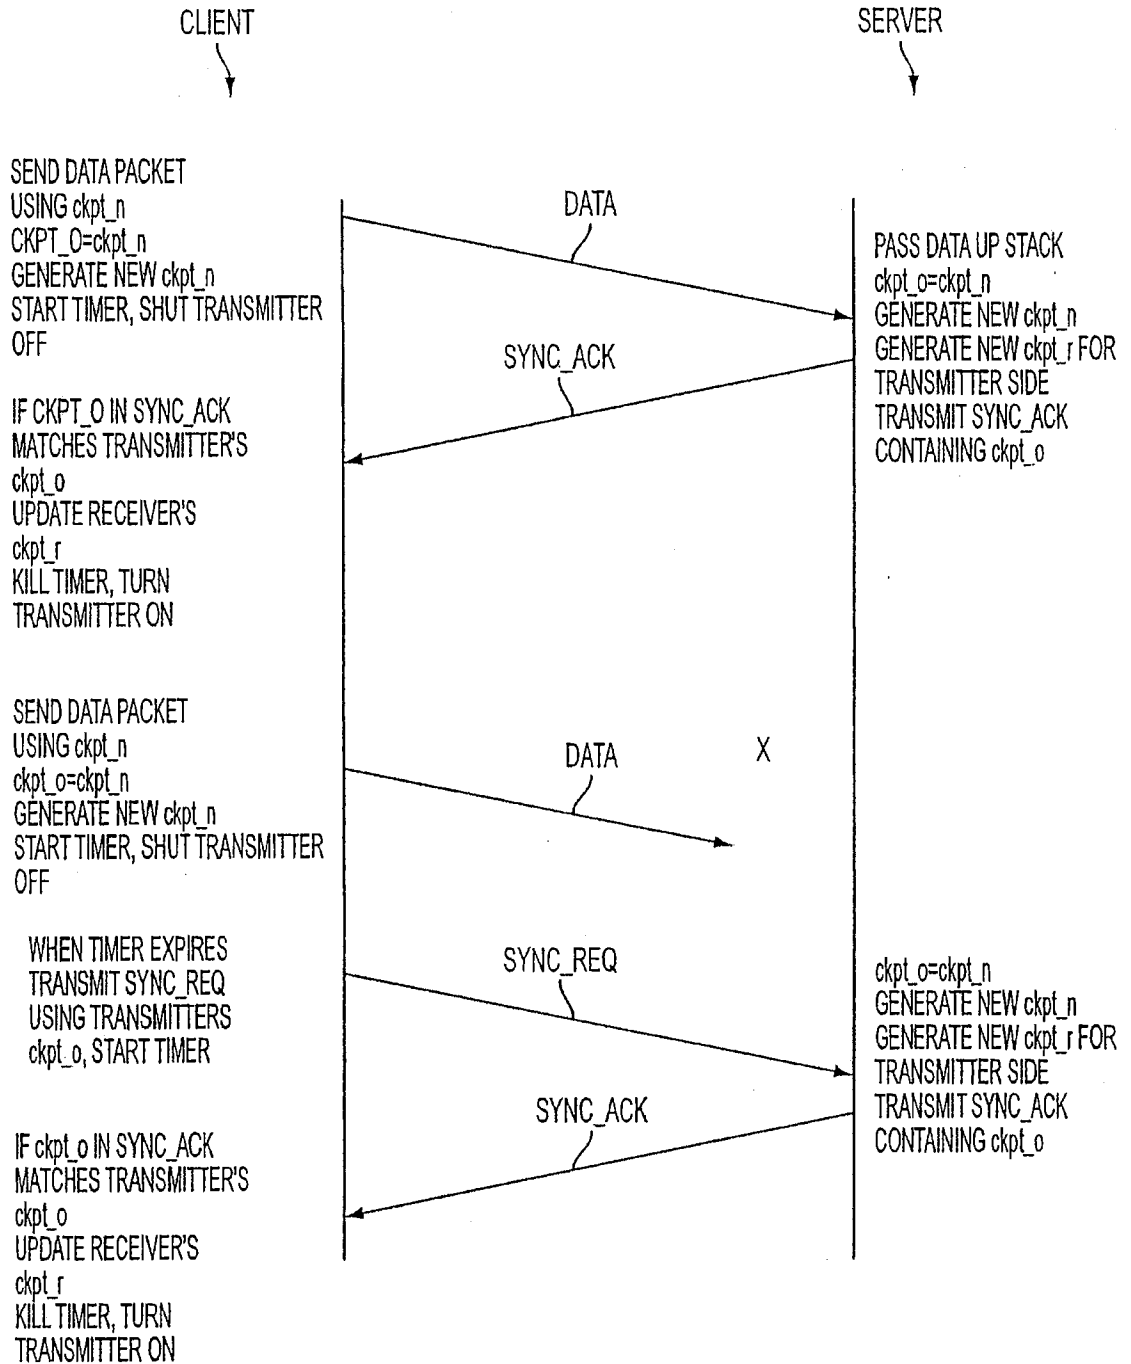 CLIENT
SERVER
SEND DATA PACKET
USING ckpt_n
CKPT_O=ckpt_n
GENERATE NEW ckpt_n
START TIMER, SHUT TRANSMITTER
OFF
DATA
PASS DATA UP STACK
ckpt_o=ckpt_n
GENERATE NEW ckpt_n
GENERATE NEW ckpt_r FOR
TRANSMITTER SIDE
TRANSMIT SYNC_ACK
CONTAINING ckpt_o
SYNC_ACK
IF CKPT_O IN SYNC_ACK
MATCHES TRANSMITTER'S
ckpt_o
UPDATE RECEIVER'S
ckpt_r
KILL TIMER, TURN
TRANSMITTER ON
SEND DATA PACKET
USING ckpt_n
ckpt_o=ckpt_n
GENERATE NEW ckpt_n
START TIMER, SHUT TRANSMITTER
OFF
DATA
X
WHEN TIMER EXPIRES
TRANSMIT SYNC_REQ
USING TRANSMITTERS
ckpt_o, START TIMER
SYNC_REQ
ckpt_o=ckpt_n
GENERATE NEW ckpt_n
GENERATE NEW ckpt_r FOR
TRANSMITTER SIDE
TRANSMIT SYNC_ACK
CONTAINING ckpt_o
SYNC_ACK
IF ckpt_o IN SYNC_ACK
MATCHES TRANSMITTER'S
ckpt_o
UPDATE RECEIVER'S
ckpt_r
KILL TIMER, TURN
TRANSMITTER ON